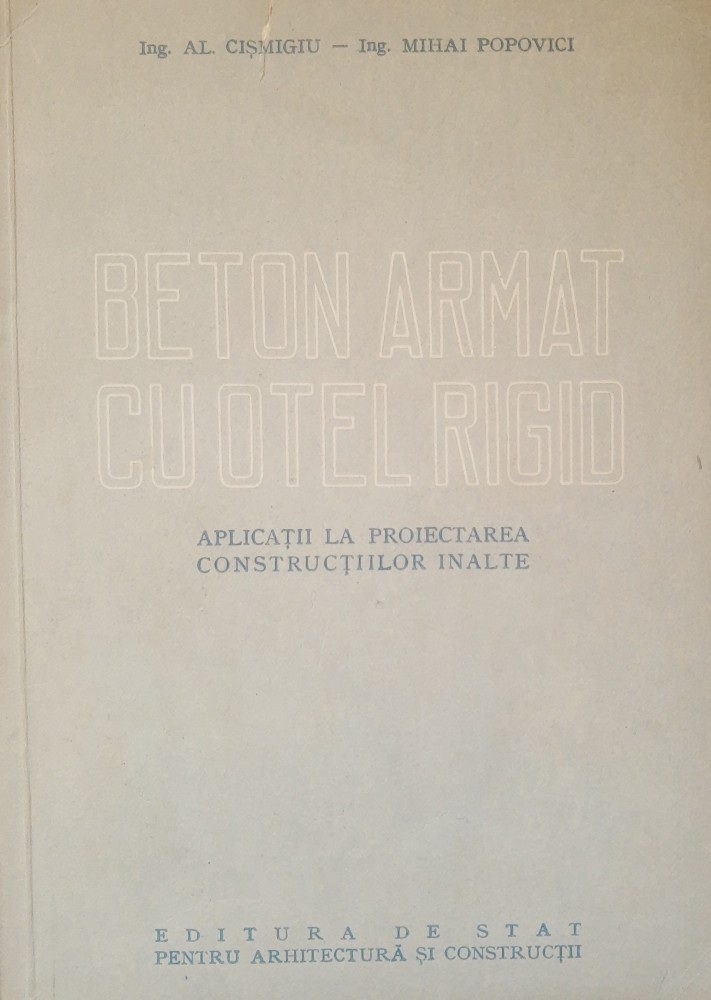 Ing. AL. CIȘMIGIU — Ing. MIHAI POPOVICI
BETON ARMAT
CU OTEL RIGID
APLICAȚII LA PROIECTAREA
CONSTRUCȚIILOR INALTE
EDITURA DE STAT
PENTRU ARHITECTURĂ ȘI CONSTRUCȚII